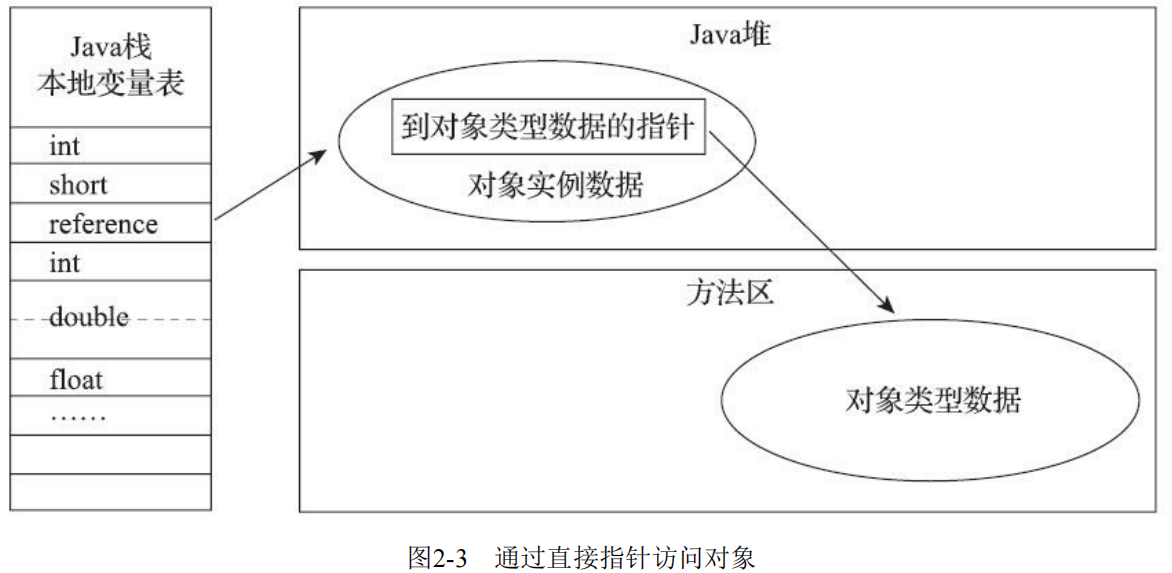 Java栈
本地变量表
int
short
reference
int
double
float
……
Java堆
到对象类型数据的指针
对象实例数据
方法区
对象类型数据
图2-3 通过直接指针访问对象